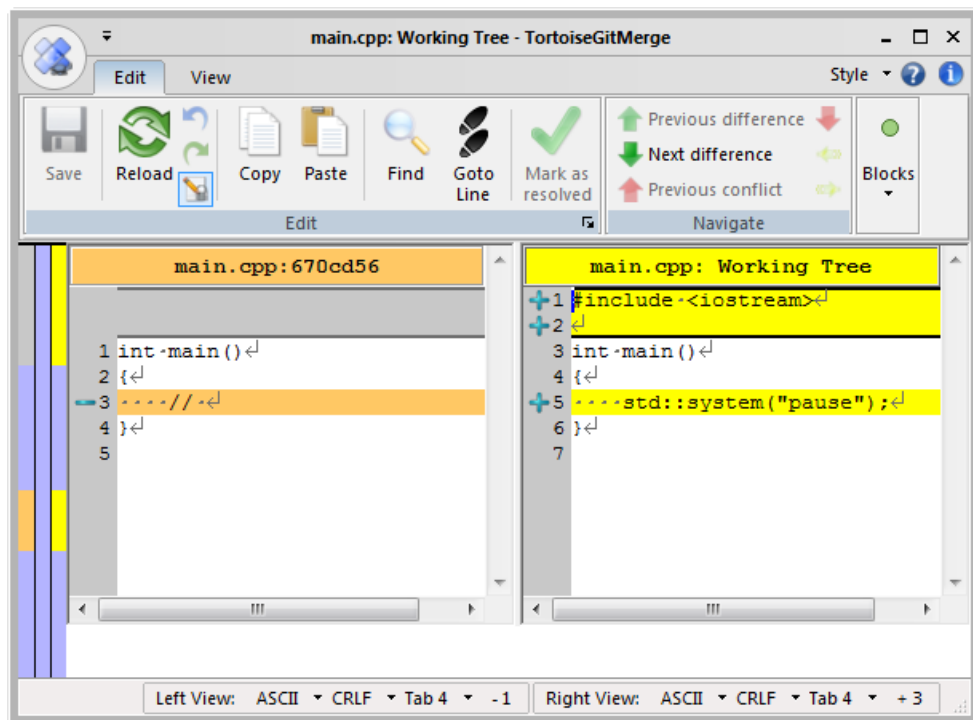 main.cpp: Working Tree - TortoiseGitMerge
Edit View Style
Save Reload Copy Paste Find Goto Line Mark as resolved
Previous difference
Next difference
Previous conflict
Blocks
Edit Navigate
main.cpp:670cd56
1 int·main()↵
2 {↵
3 ····//·↵
4 }↵
5
main.cpp: Working Tree
1 #include·<iostream>↵
2 ↵
3 int·main()↵
4 {↵
5 ····std::system("pause");↵
6 }↵
7
Left View: ASCII CRLF Tab 4 - 1
Right View: ASCII CRLF Tab 4 + 3